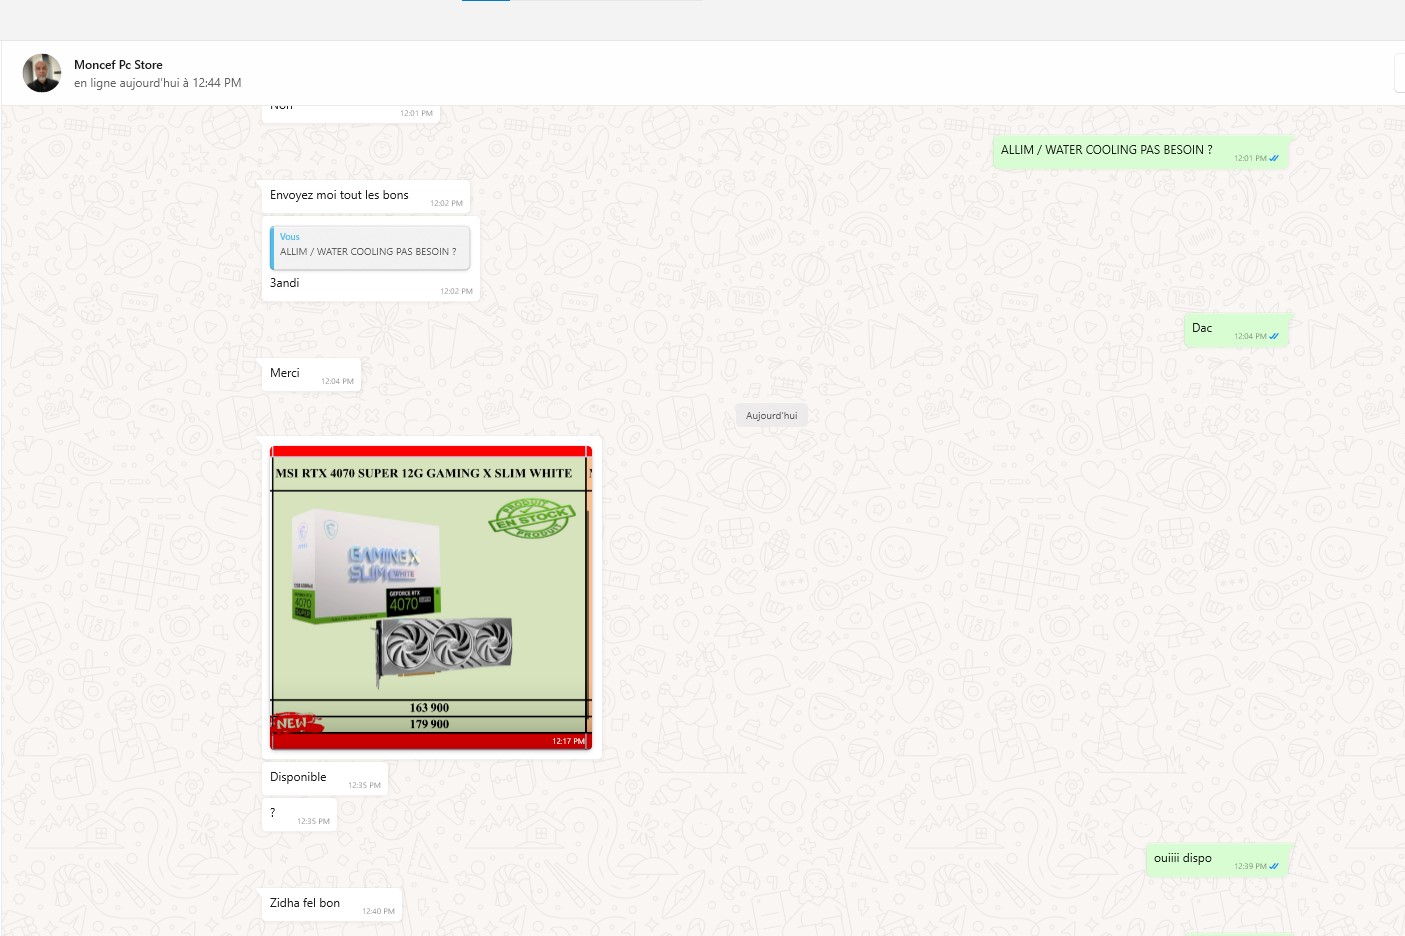 Moncef Pc Store
en ligne aujourd'hui à 12:44 PM
Non
12:01 PM
ALLIM / WATER COOLING PAS BESOIN ?
12:01 PM
Envoyez moi tout les bons
12:02 PM
Vous
ALLIM / WATER COOLING PAS BESOIN ?
3andi
12:02 PM
Dac
12:04 PM
Merci
12:04 PM
Aujourd'hui
MSI RTX 4070 SUPER 12G GAMING X SLIM WHITE
PRODUIT
EN STOCK
PRODUIT
GAMING X
SLIM WHITE
GEFORCE RTX
4070
4070
SUPER
163 900
NEW
179 900
12:17 PM
Disponible
12:35 PM
?
12:35 PM
ouiiii dispo
12:39 PM
Zidha fel bon
12:40 PM